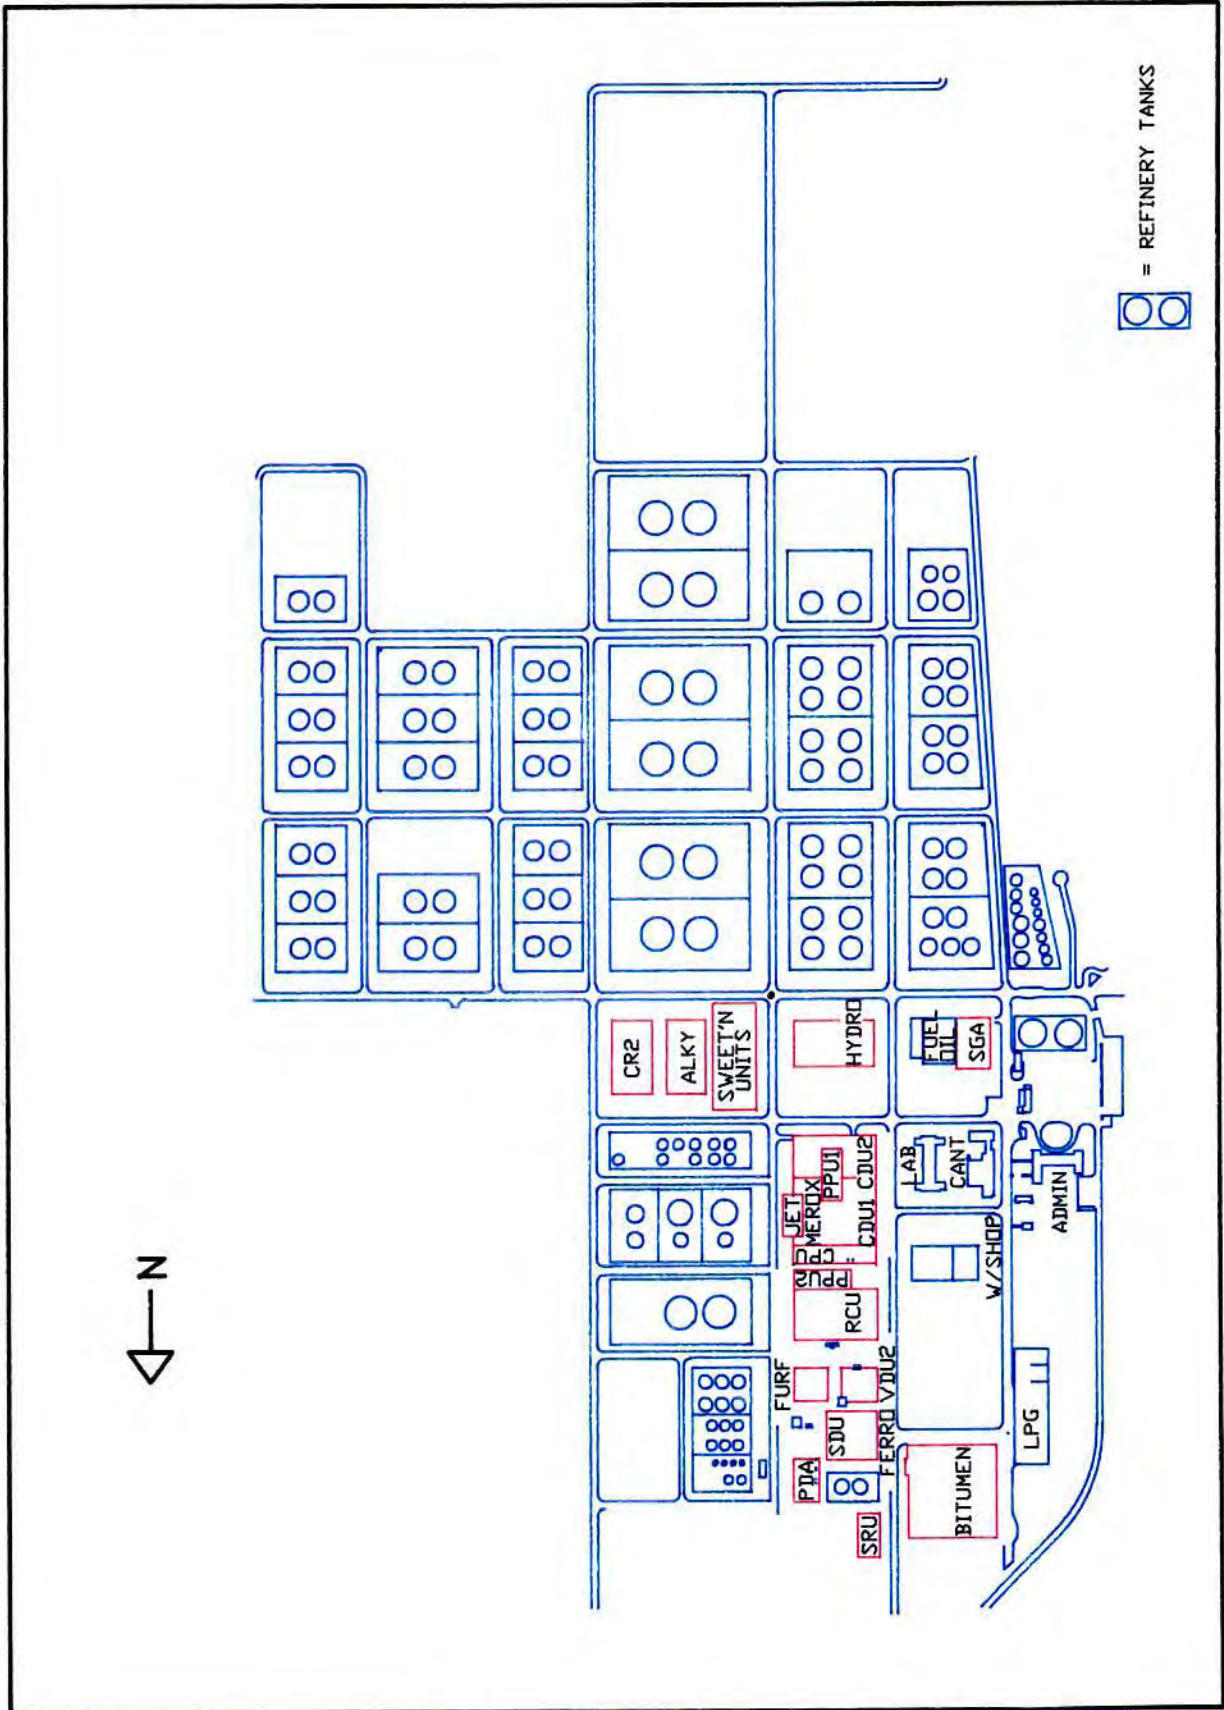 N
= REFINERY TANKS
CR2
ALKY
SWEET'N
UNITS
HYDRO
FUEL
OIL
SGA
JET
MEROX
PPU1
CDU2
CDU1
PPU2
RCU
LAB
CANT
ADMIN
W/SHOP
FURF
VDU2
SDU
FERRO
PDA
SRU
BITUMEN
LPG